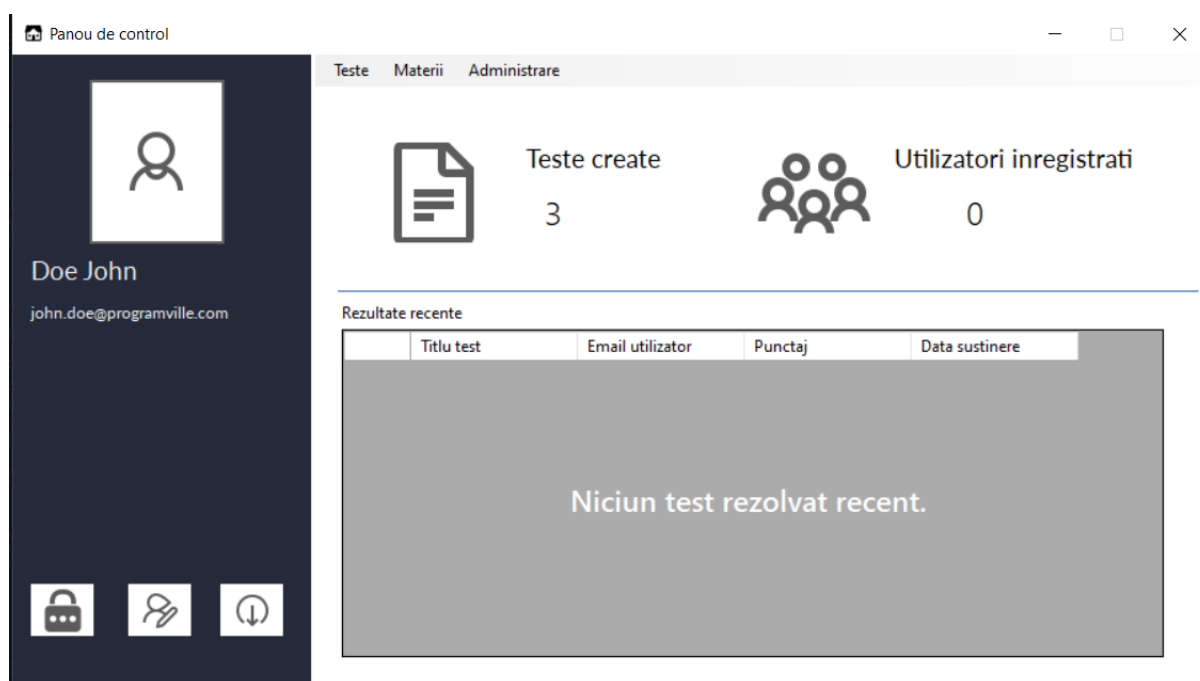 Panou de control
Teste Materii Administrare
Teste create
3
Utilizatori inregistrati
0
Doe John
john.doe@programville.com
Rezultate recente
Titlu test Email utilizator Punctaj Data sustinere
Niciun test rezolvat recent.